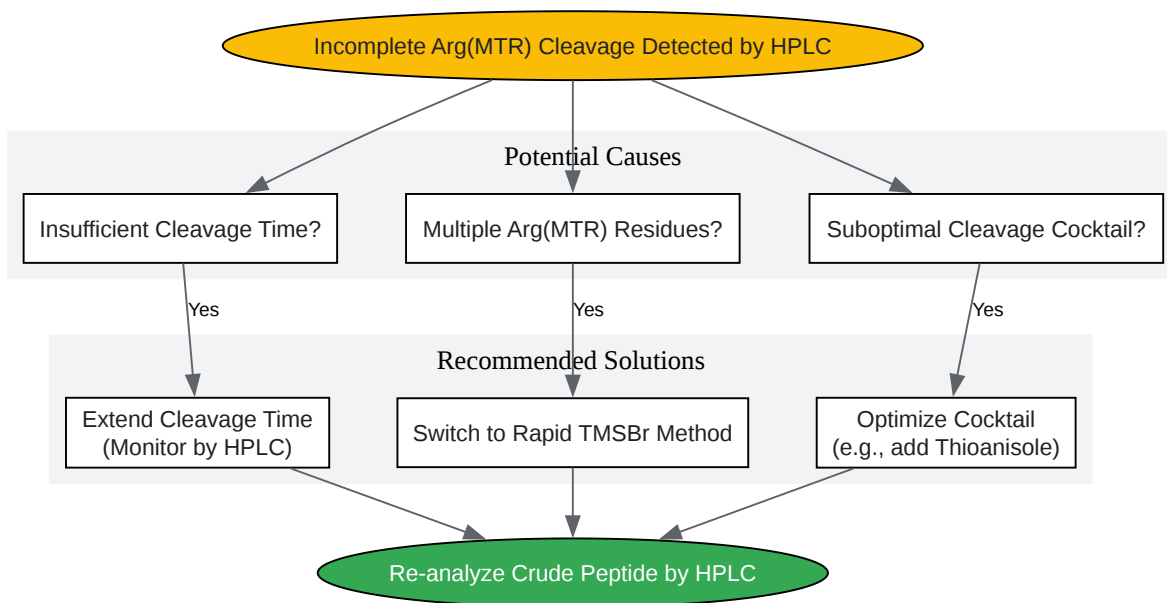 Incomplete Arg(MTR) Cleavage Detected by HPLC
Potential Causes
Insufficient Cleavage Time?
Multiple Arg(MTR) Residues?
Suboptimal Cleavage Cocktail?
Yes
Yes
Yes
Recommended Solutions
Extend Cleavage Time
(Monitor by HPLC)
Switch to Rapid TMSBr Method
Optimize Cocktail
(e.g., add Thioanisole)
Re-analyze Crude Peptide by HPLC